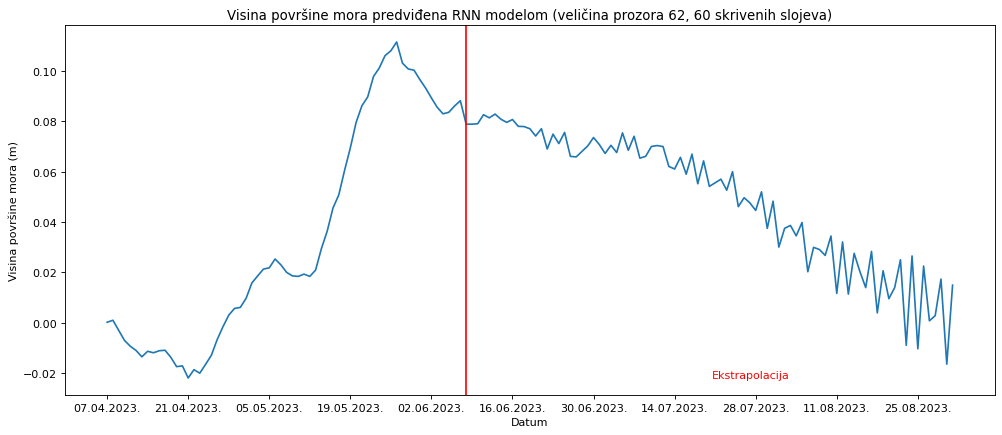 Visina površine mora predviđena RNN modelom (veličina prozora 62, 60 skrivenih slojeva)
Visina površine mora (m)
0.10
0.08
0.06
0.04
0.02
0.00
−0.02
Ekstrapolacija
07.04.2023. 21.04.2023. 05.05.2023. 19.05.2023. 02.06.2023. 16.06.2023. 30.06.2023. 14.07.2023. 28.07.2023. 11.08.2023. 25.08.2023.
Datum